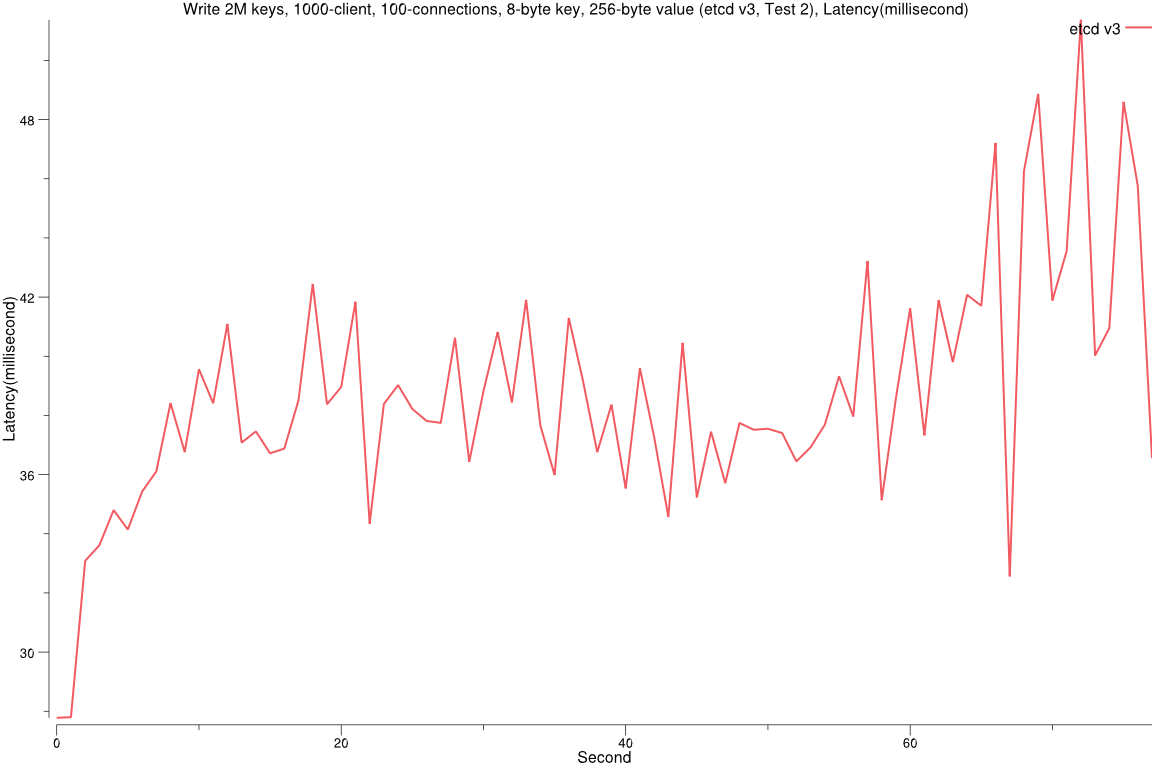 Write 2M keys, 1000-client, 100-connections, 8-byte key, 256-byte value (etcd v3, Test 2), Latency(millisecond)
etcd v3
48
42
36
30
Latency(millisecond)
0
20
40
60
Second